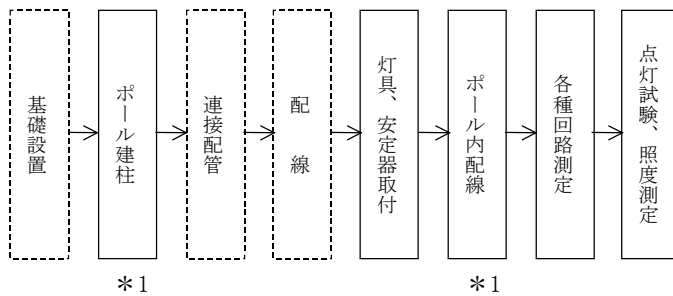 基礎設置
ポール建柱
連接配管
配線
灯具、安定器取付
ポール内配線
各種回路測定
点灯試験、照度測定
＊1
＊1